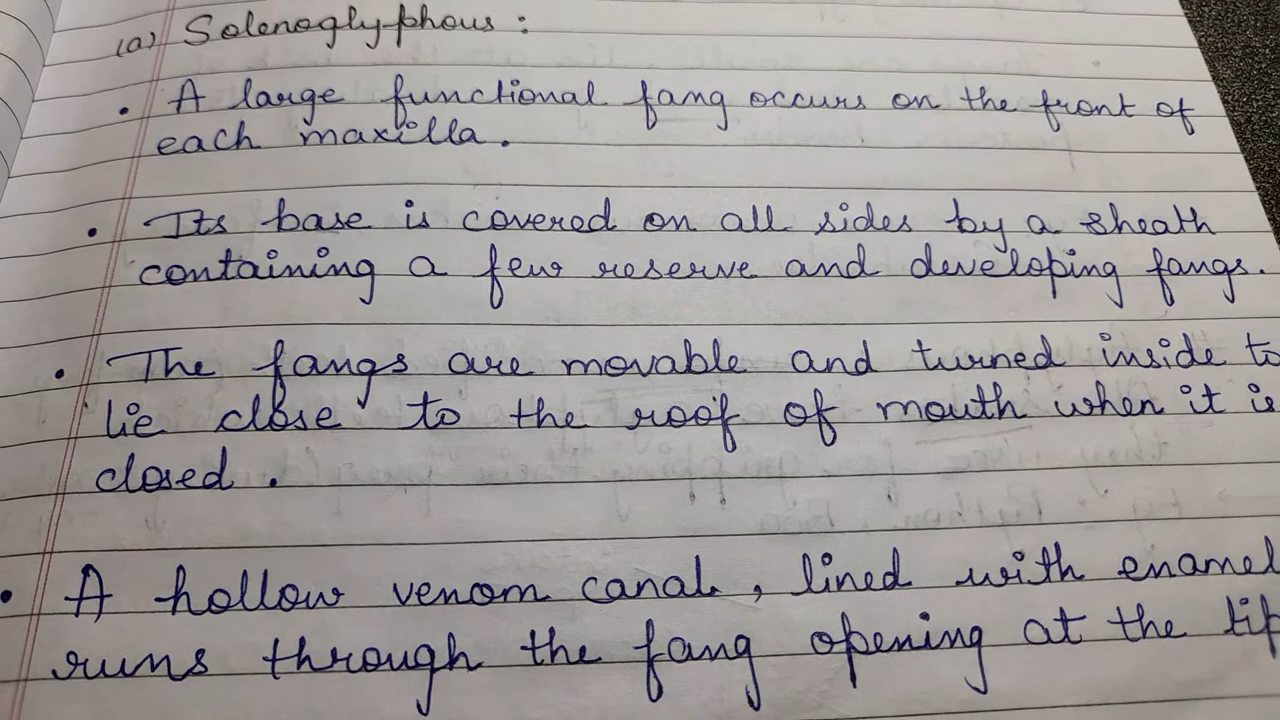 (a) Solenoglyphous :
• A large functional fang occurs on the front of
each maxilla.
• Its base is covered on all sides by a sheath
containing a few reserve and developing fangs.
• The fangs are movable and turned inside to
lie close to the roof of mouth when it is
closed.
• A hollow venom canal, lined with enamel
runs through the fang opening at the tip